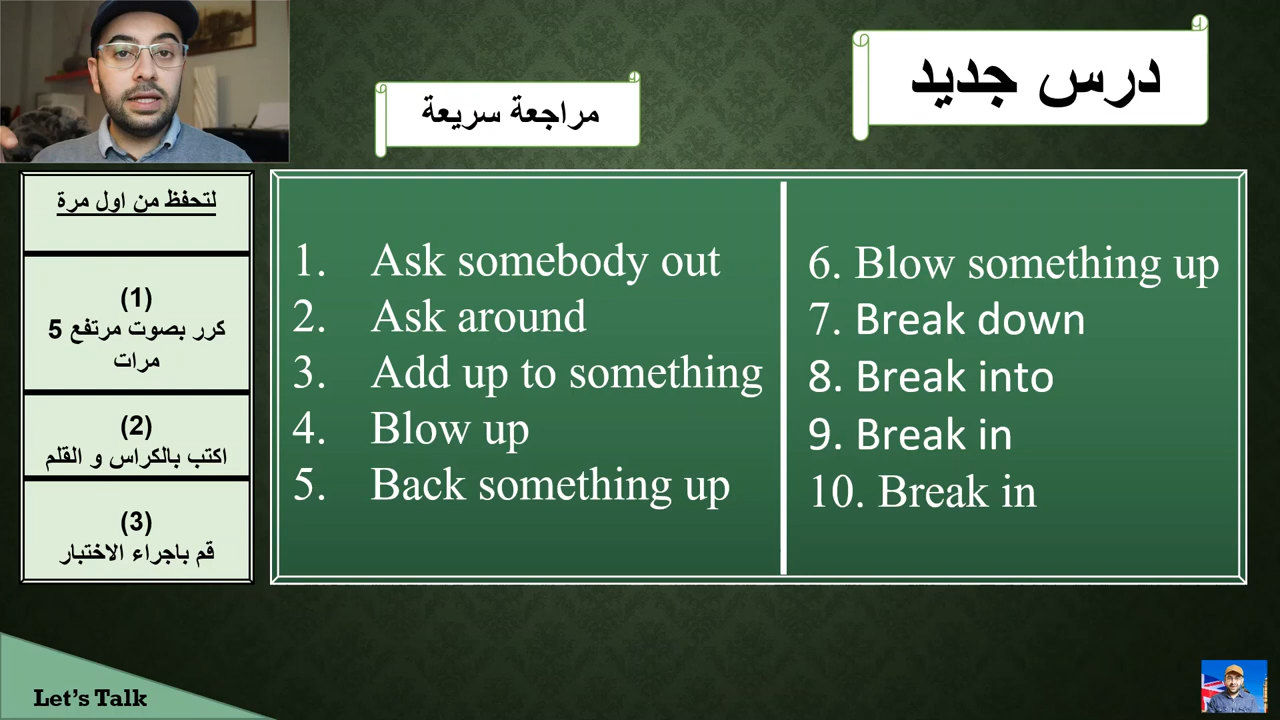 درس جديد
مراجعة سريعة
لتحفظ من اول مرة
(1)
كرر بصوت مرتفع 5
مرات
(2)
اكتب بالكراس و القلم
(3)
قم باجراء الاختبار
1. Ask somebody out
2. Ask around
3. Add up to something
4. Blow up
5. Back something up
6. Blow something up
7. Break down
8. Break into
9. Break in
10. Break in
Let's Talk